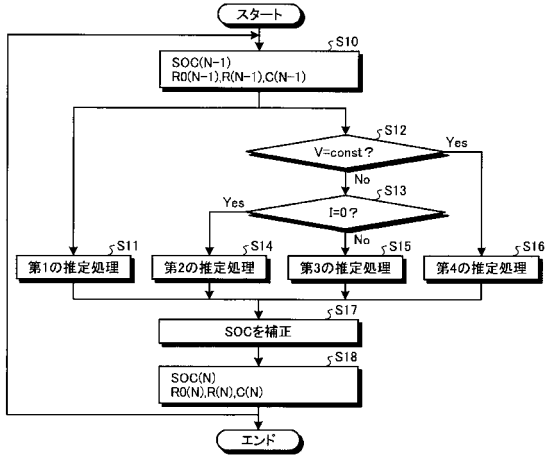 スタート
S10
SOC(N-1)
R0(N-1),R(N-1),C(N-1)
S12
V=const?
Yes
No
S13
I=0?
Yes
No
S11
第1の推定処理
S14
第2の推定処理
S15
第3の推定処理
S16
第4の推定処理
S17
SOCを補正
S18
SOC(N)
R0(N),R(N),C(N)
エンド